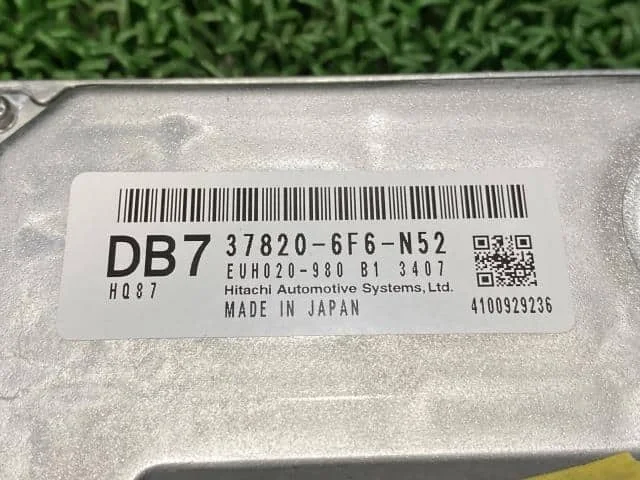 DB7 37820-6F6-N52
HQ87 EUH020-980 B1 3407
Hitachi Automotive Systems, Ltd.
MADE IN JAPAN 4100929236